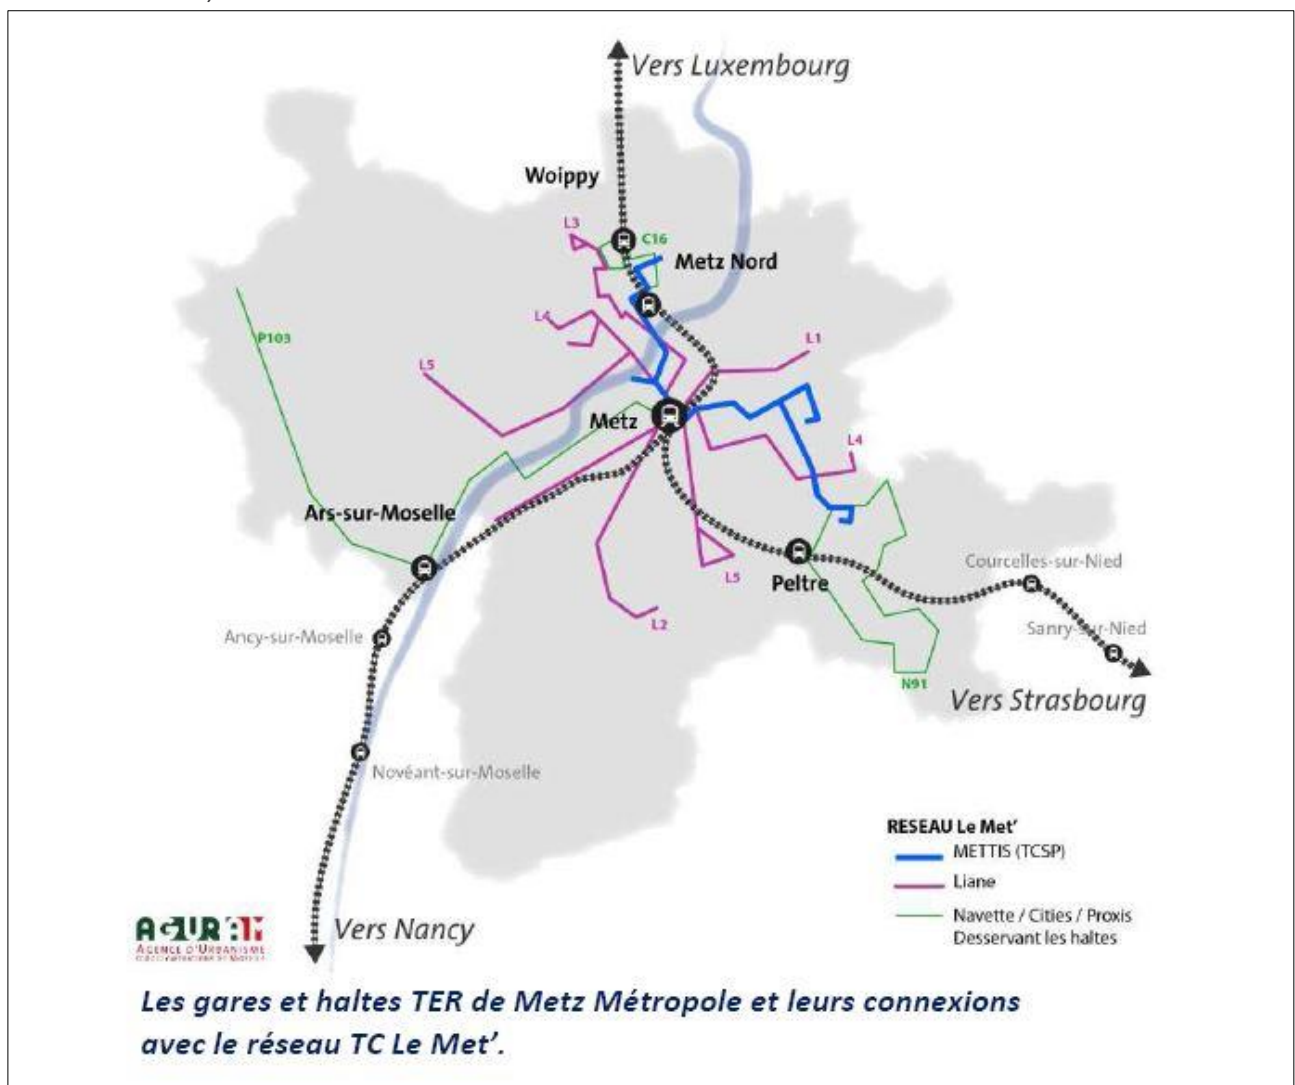 Vers Luxembourg
Woippy
L3
C16
Metz Nord
P103
L4
L1
L5
Metz
L4
Ars-sur-Moselle
Courcelles-sur-Nied
L5
Peltre
L2
Ancy-sur-Moselle
Sanry-sur-Nied
N91
Vers Strasbourg
Novéant-sur-Moselle
RESEAU Le Met'
METTIS (TCSP)
Liane
Navette / Cities / Proxis
Desservant les haltes
AGURAM
AGENCE D'URBANISME
Vers Nancy
Les gares et haltes TER de Metz Métropole et leurs connexions
avec le réseau TC Le Met'.